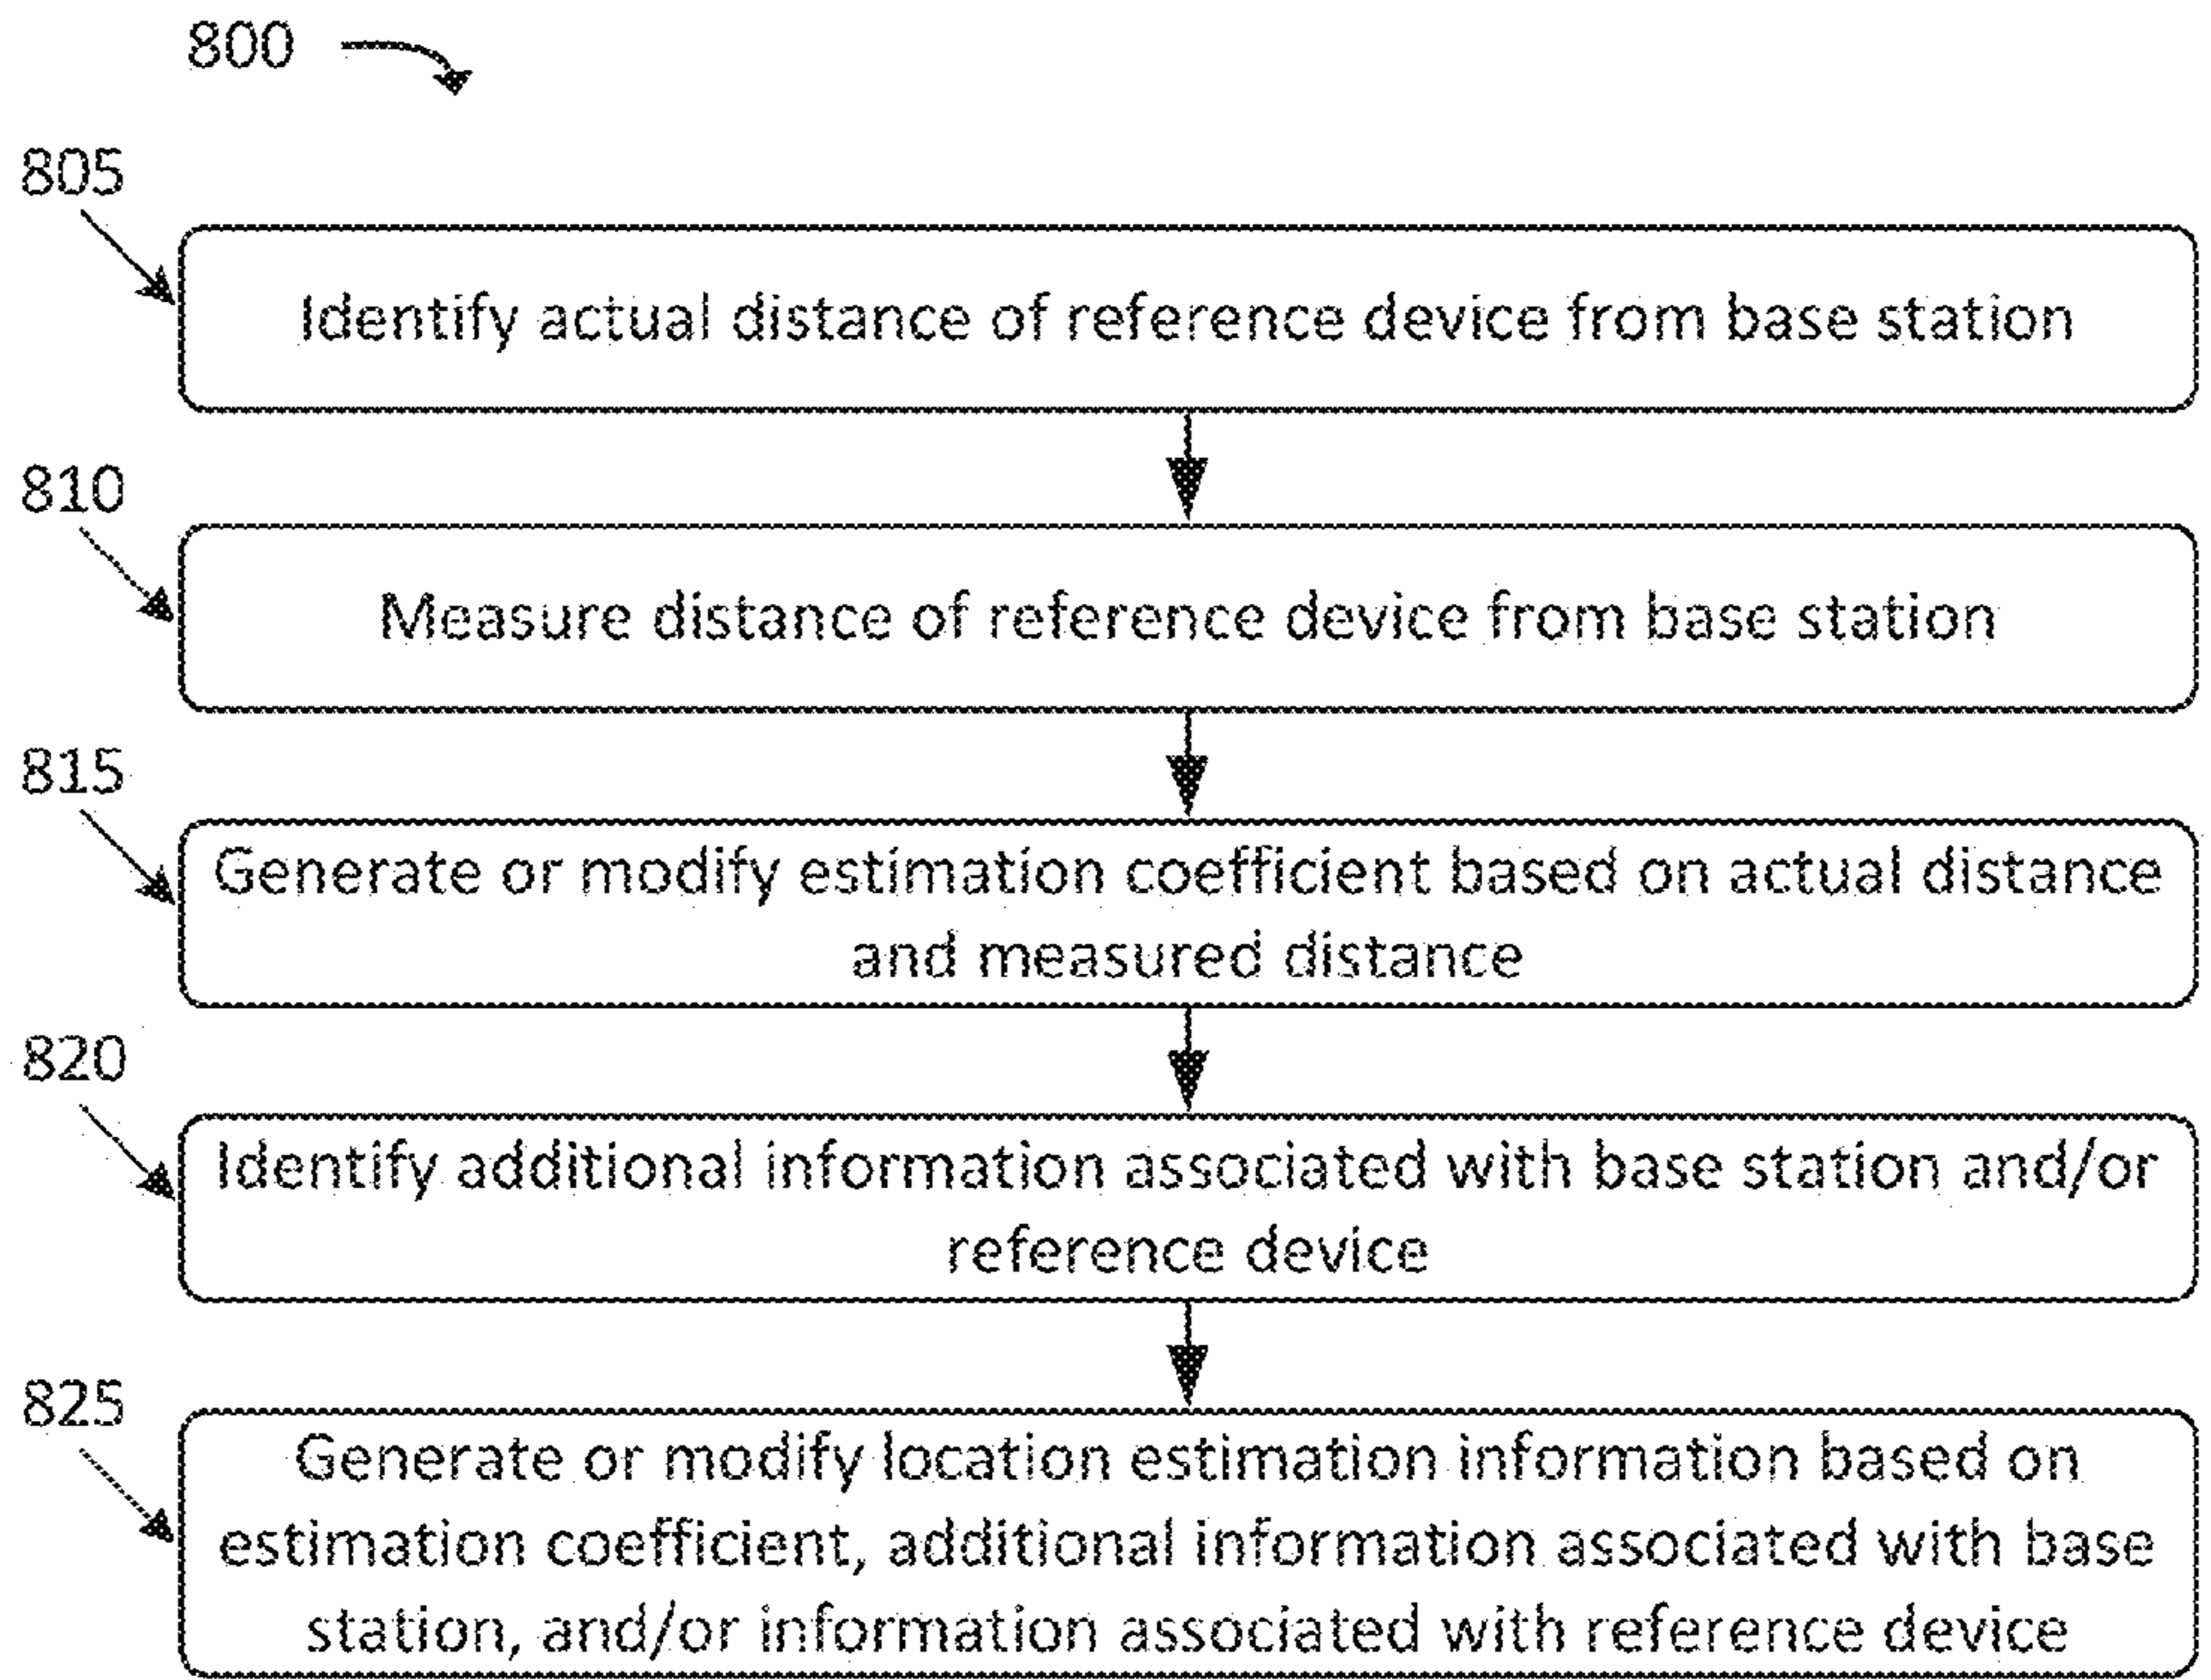 800
805
Identify actual distance of reference device from base station
810
Measure distance of reference device from base station
815
Generate or modify estimation coefficient based on actual distance
and measured distance
820
Identify additional information associated with base station and/or
reference device
825
Generate or modify location estimation information based on
estimation coefficient, additional information associated with base
station, and/or information associated with reference device